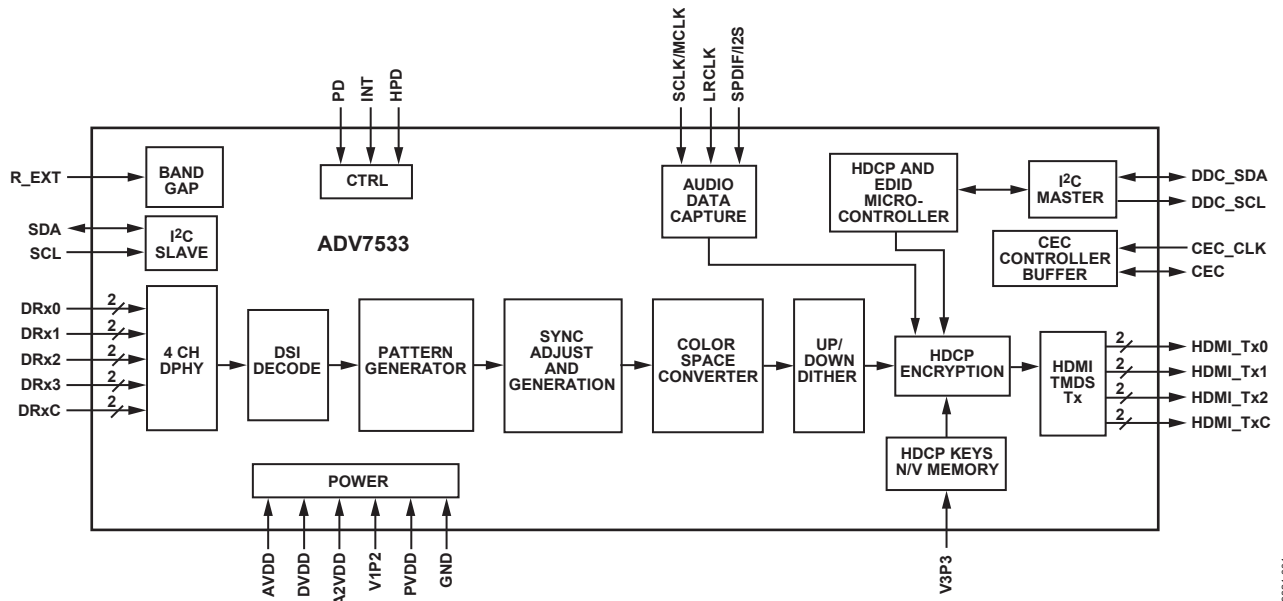 SCLK/MCLK
LRCLK
SPDIF/I2S
PD
INT
HPD
R_EXT
BAND
GAP
CTRL
AUDIO
DATA
CAPTURE
HDCP AND
EDID
MICRO-
CONTROLLER
I2C
MASTER
DDC_SDA
DDC_SCL
SDA
SCL
I2C
SLAVE
ADV7533
CEC
CONTROLLER
BUFFER
CEC_CLK
CEC
DRx0
2
DRx1
2
DRx2
2
DRx3
2
DRxC
2
4 CH
DPHY
DSI
DECODE
PATTERN
GENERATOR
SYNC
ADJUST
AND
GENERATION
COLOR
SPACE
CONVERTER
UP/
DOWN
DITHER
HDCP
ENCRYPTION
HDMI
TMDS
Tx
2
HDMI_Tx0
2
HDMI_Tx1
2
HDMI_Tx2
2
HDMI_TxC
HDCP KEYS
N/V MEMORY
POWER
AVDD
DVDD
A2VDD
V1P2
PVDD
GND
V3P3